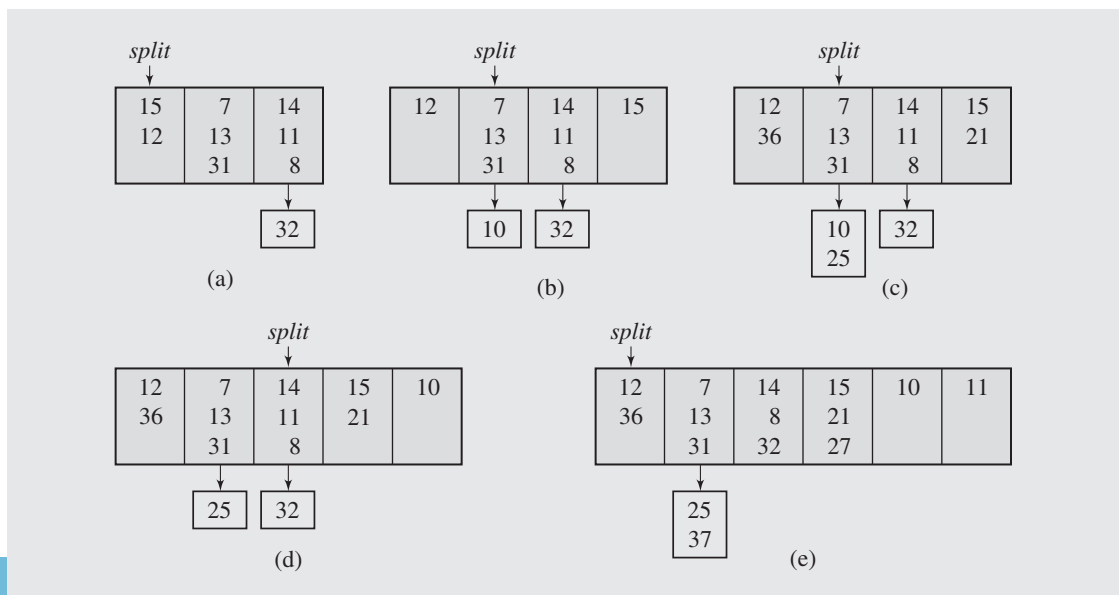 split split split
15 7 14 12 7 14 15 12 7 14 15
12 13 11 13 11 36 13 11 21
31 8 31 8 31 8
32 10 32 10 32
25
(a) (b) (c)
split split
12 7 14 15 10 12 7 14 15 10 11
36 13 11 21 36 13 8 21
31 8 31 32 27
25 32 25
37
(d) (e)